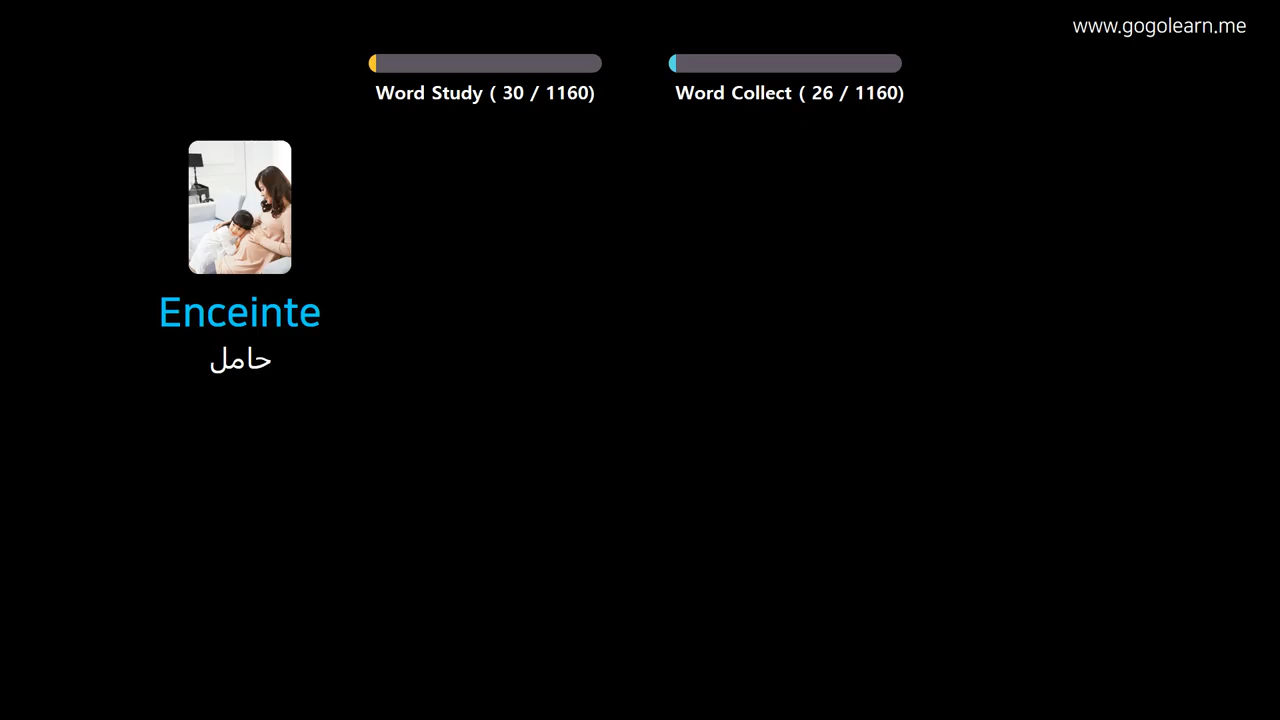 www.gogolearn.me
Word Study ( 30 / 1160)
Word Collect ( 26 / 1160)
Enceinte
حامل